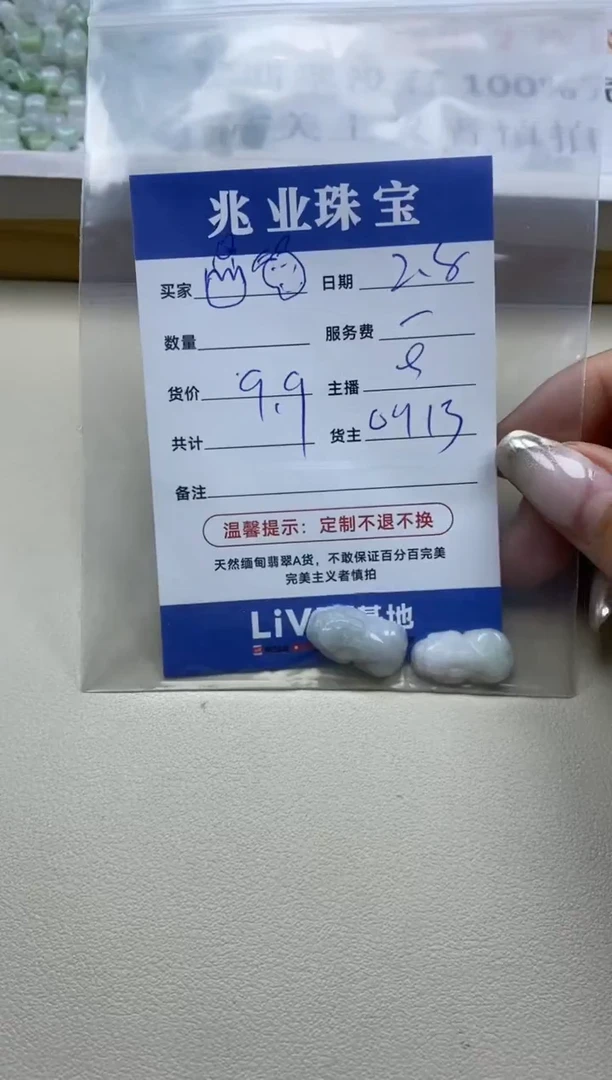 100%
兆业珠宝
买家 日期 2.8
数量 服务费
货价 9.9 主播
共计 货主 0413
备注
温馨提示：定制不退不换
天然缅甸翡翠A货，不敢保证百分百完美
完美主义者慎拍
LiV 基地